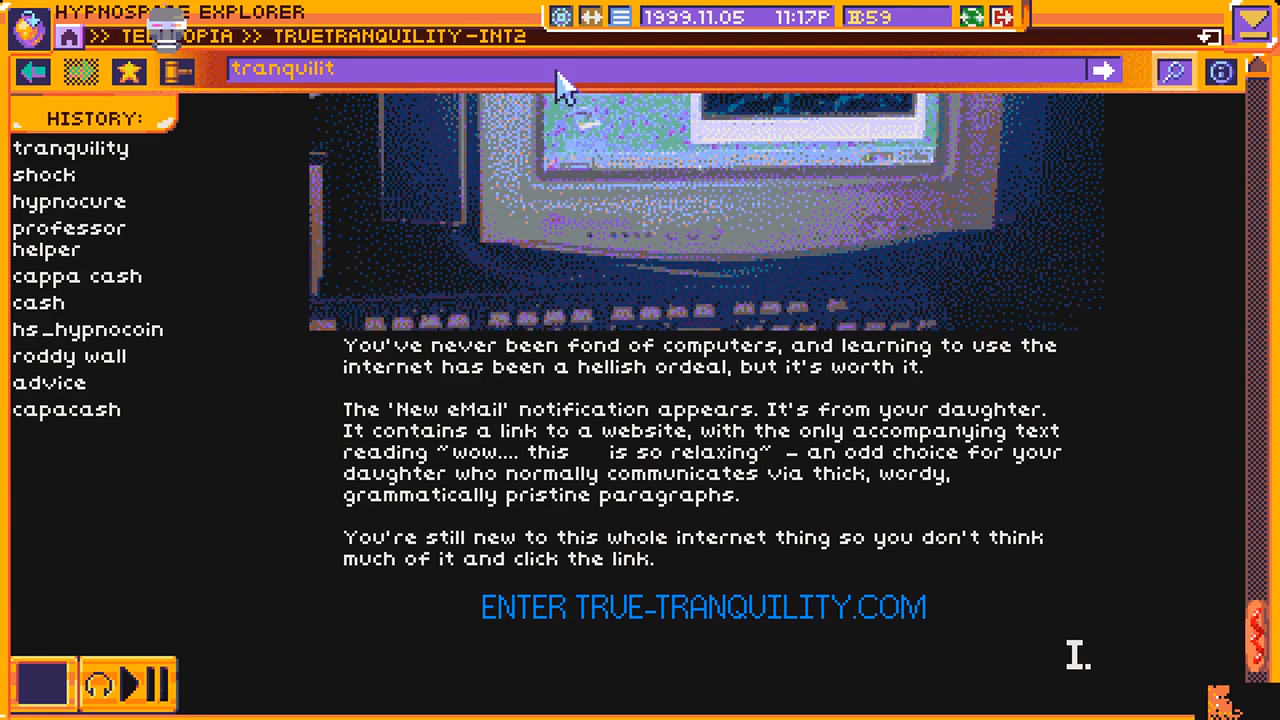 HYPNOSPACE EXPLORER
1999.11.05 11:17P :59
>> TELETOPIA >> TRUETRANQUILITY-INT2
tranquilit
HISTORY:
tranquility
shock
hypnocure
professor
helper
cappa cash
cash
hs_hypnocoin
roddy wall
advice
capacash
You've never been fond of computers, and learning to use the
internet has been a hellish ordeal, but it's worth it.
The 'New eMail' notification appears. It's from your daughter.
It contains a link to a website, with the only accompanying text
reading "wow.... this is so relaxing" - an odd choice for your
daughter who normally communicates via thick, wordy,
grammatically pristine paragraphs.
You're still new to this whole internet thing so you don't think
much of it and click the link.
ENTER TRUE-TRANQUILITY.COM
I.